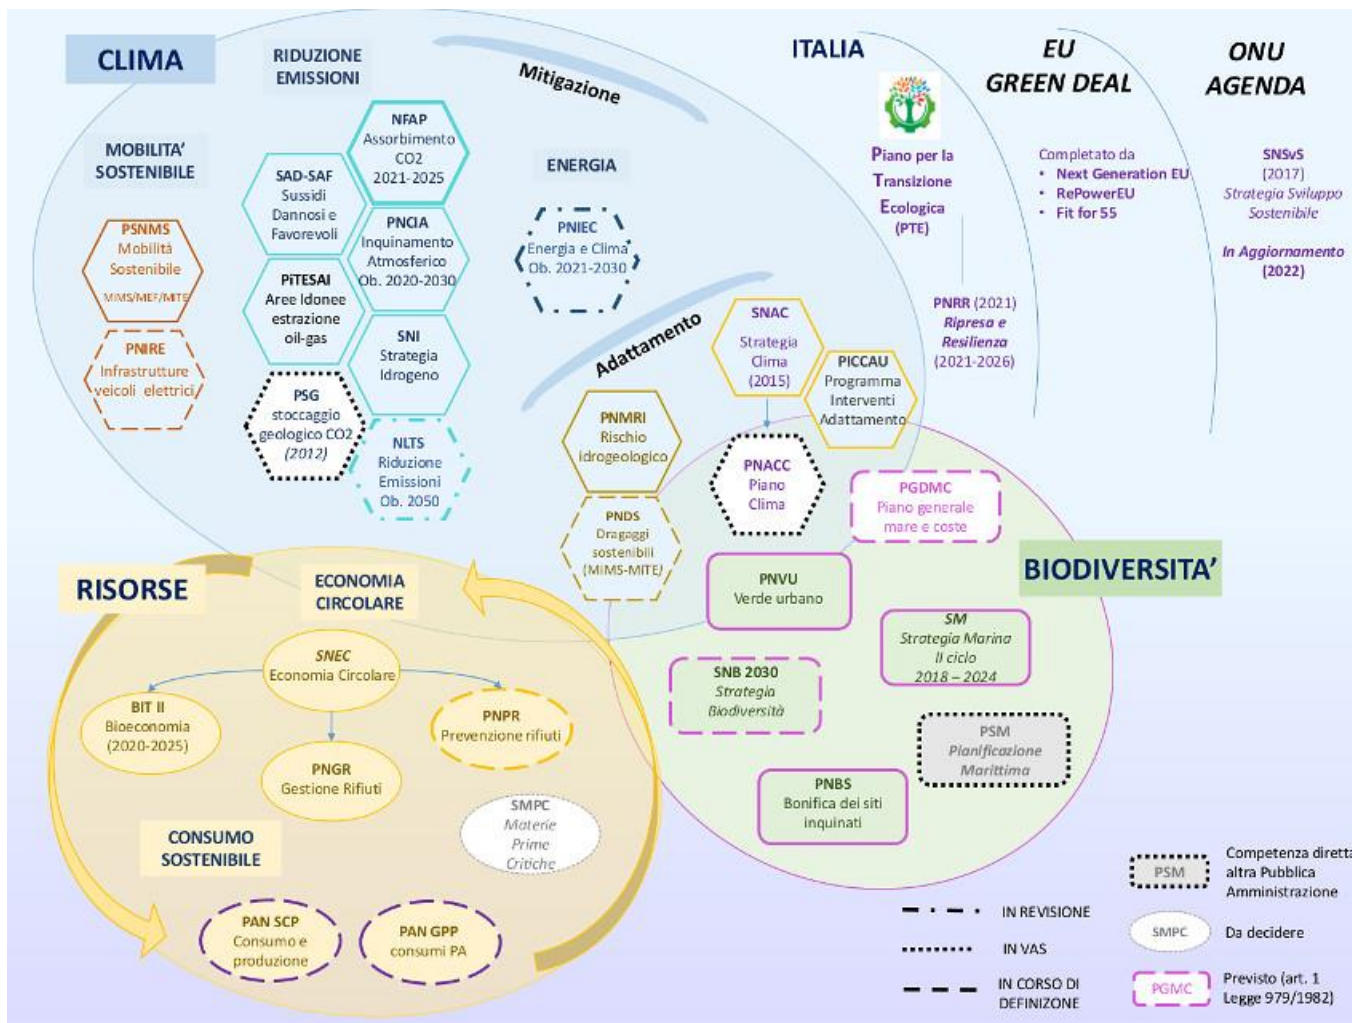 CLIMA
RIDUZIONE
EMISSIONI
Mitigazione
ITALIA
EU
GREEN DEAL
ONU
AGENDA
MOBILITA’
SOSTENIBILE
NFAP
Assorbimento
CO2
2021-2025
SAD-SAF
Sussidi
Dannosi e
Favorevoli
ENERGIA
Piano per la
Transizione
Ecologica
(PTE)
Completato da
• Next Generation EU
• RePowerEU
• Fit for 55
SNSvS
(2017)
Strategia Sviluppo
Sostenibile
In Aggiornamento
(2022)
PSNMS
Mobilità
Sostenibile
MIMS/MEF/MITE
PNCIA
Inquinamento
Atmosferico
Ob. 2020-2030
PNIEC
Energia e Clima
Ob. 2021-2030
PiTESAI
Aree Idonee
estrazione
oil-gas
PNRR (2021)
Ripresa e
Resilienza
(2021-2026)
PNIRE
Infrastrutture
veicoli elettrici
SNI
Strategia
Idrogeno
Adattamento
SNAC
Strategia
Clima
(2015)
PICCAU
Programma
Interventi
Adattamento
PSG
stoccaggio
geologico CO2
(2012)
NLTS
Riduzione
Emissioni
Ob. 2050
PNMRI
Rischio
idrogeologico
PNACC
Piano
Clima
PGDMC
Piano generale
mare e coste
PNDS
Dragaggi
sostenibili
(MIMS-MITE)
RISORSE
ECONOMIA
CIRCOLARE
PNVU
Verde urbano
BIODIVERSITA’
SNEC
Economia Circolare
SM
Strategia Marina
II ciclo
2018 – 2024
SNB 2030
Strategia
Biodiversità
BIT II
Bioeconomia
(2020-2025)
PNPR
Prevenzione rifiuti
PNGR
Gestione Rifiuti
PSM
Pianificazione
Marittima
PNBS
Bonifica dei siti
inquinati
SMPC
Materie
Prime
Critiche
CONSUMO
SOSTENIBILE
PAN SCP
Consumo e
produzione
PAN GPP
consumi PA
IN REVISIONE
IN VAS
IN CORSO DI
DEFINIZONE
PSM
Competenza diretta
altra Pubblica
Amministrazione
SMPC
Da decidere
PGMC
Previsto (art. 1
Legge 979/1982)